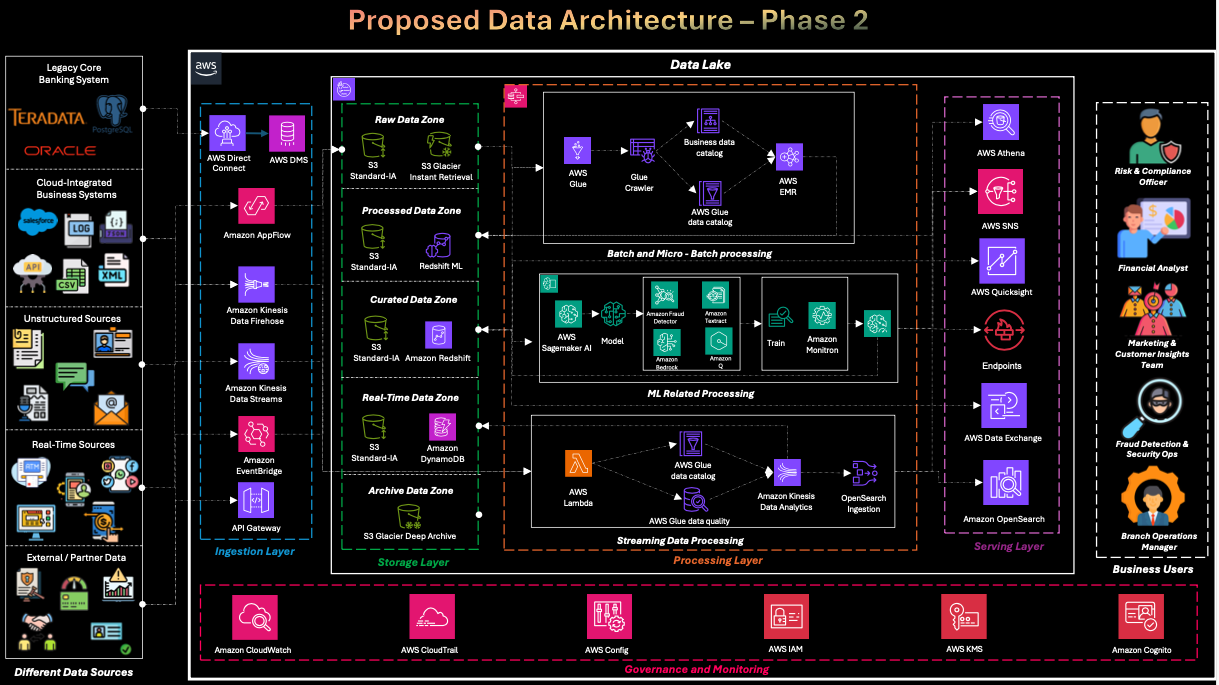 Proposed Data Architecture – Phase 2
Legacy Core
Banking System
TERADATA
PostgreSQL
ORACLE
Cloud-Integrated
Business Systems
salesforce
LOG
{;}
JSON
API
CSV
XML
Unstructured Sources
Real-Time Sources
ATM
External / Partner Data
Different Data Sources
aws
AWS Direct
Connect
AWS DMS
Amazon AppFlow
Amazon Kinesis
Data Firehose
Amazon Kinesis
Data Streams
Amazon
EventBridge
API Gateway
Ingestion Layer
Data Lake
Raw Data Zone
S3
Standard-IA
S3 Glacier
Instant Retrieval
Processed Data Zone
S3
Standard-IA
Redshift ML
Curated Data Zone
S3
Standard-IA
Amazon Redshift
Real-Time Data Zone
S3
Standard-IA
Amazon
DynamoDB
Archive Data Zone
S3 Glacier Deep Archive
Storage Layer
AWS
Glue
Glue
Crawler
Business data
catalog
AWS Glue
data catalog
AWS
EMR
Batch and Micro - Batch processing
AWS
Sagemaker AI
Model
Amazon Fraud
Detector
Amazon
Textract
Amazon
Bedrock
Amazon
Q
Train
Amazon
Monitron
ML Related Processing
AWS
Lambda
AWS Glue
data catalog
AWS Glue data quality
Amazon Kinesis
Data Analytics
OpenSearch
Ingestion
Streaming Data Processing
Processing Layer
AWS Athena
AWS SNS
AWS Quicksight
Endpoints
AWS Data Exchange
Amazon OpenSearch
Serving Layer
Risk & Compliance
Officer
Financial Analyst
Marketing &
Customer Insights
Team
Fraud Detection &
Security Ops
Branch Operations
Manager
Business Users
Amazon CloudWatch
AWS CloudTrail
AWS Config
AWS IAM
AWS KMS
Amazon Cognito
Governance and Monitoring